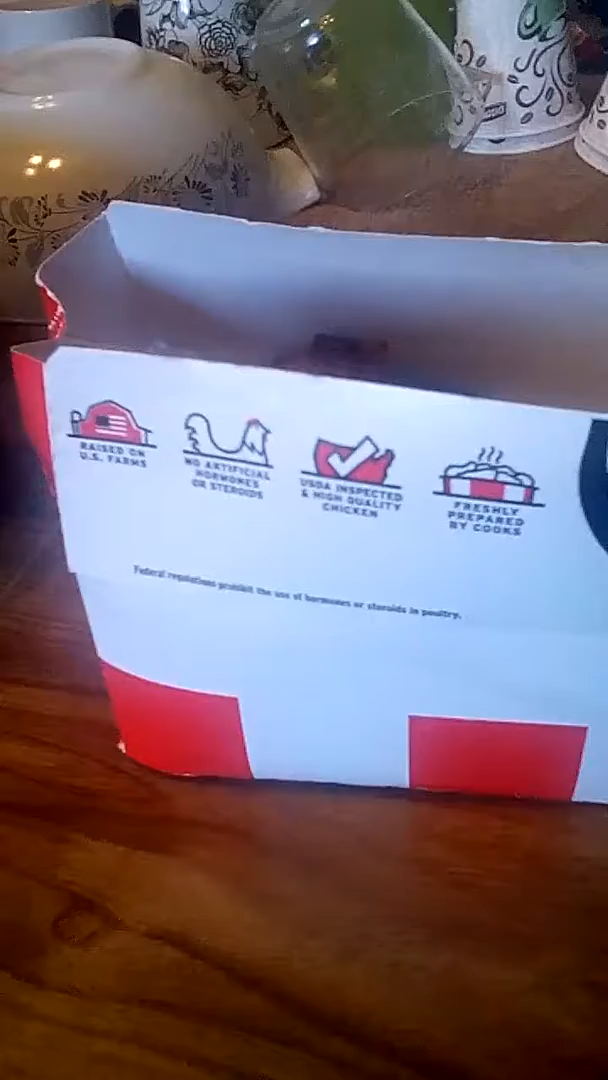 RAISED ON
U.S. FARMS
NO ARTIFICIAL
HORMONES
OR STEROIDS
USDA INSPECTED
& HIGH QUALITY
CHICKEN
FRESHLY
PREPARED
BY COOKS
Federal regulations prohibit the use of hormones or steroids in poultry.